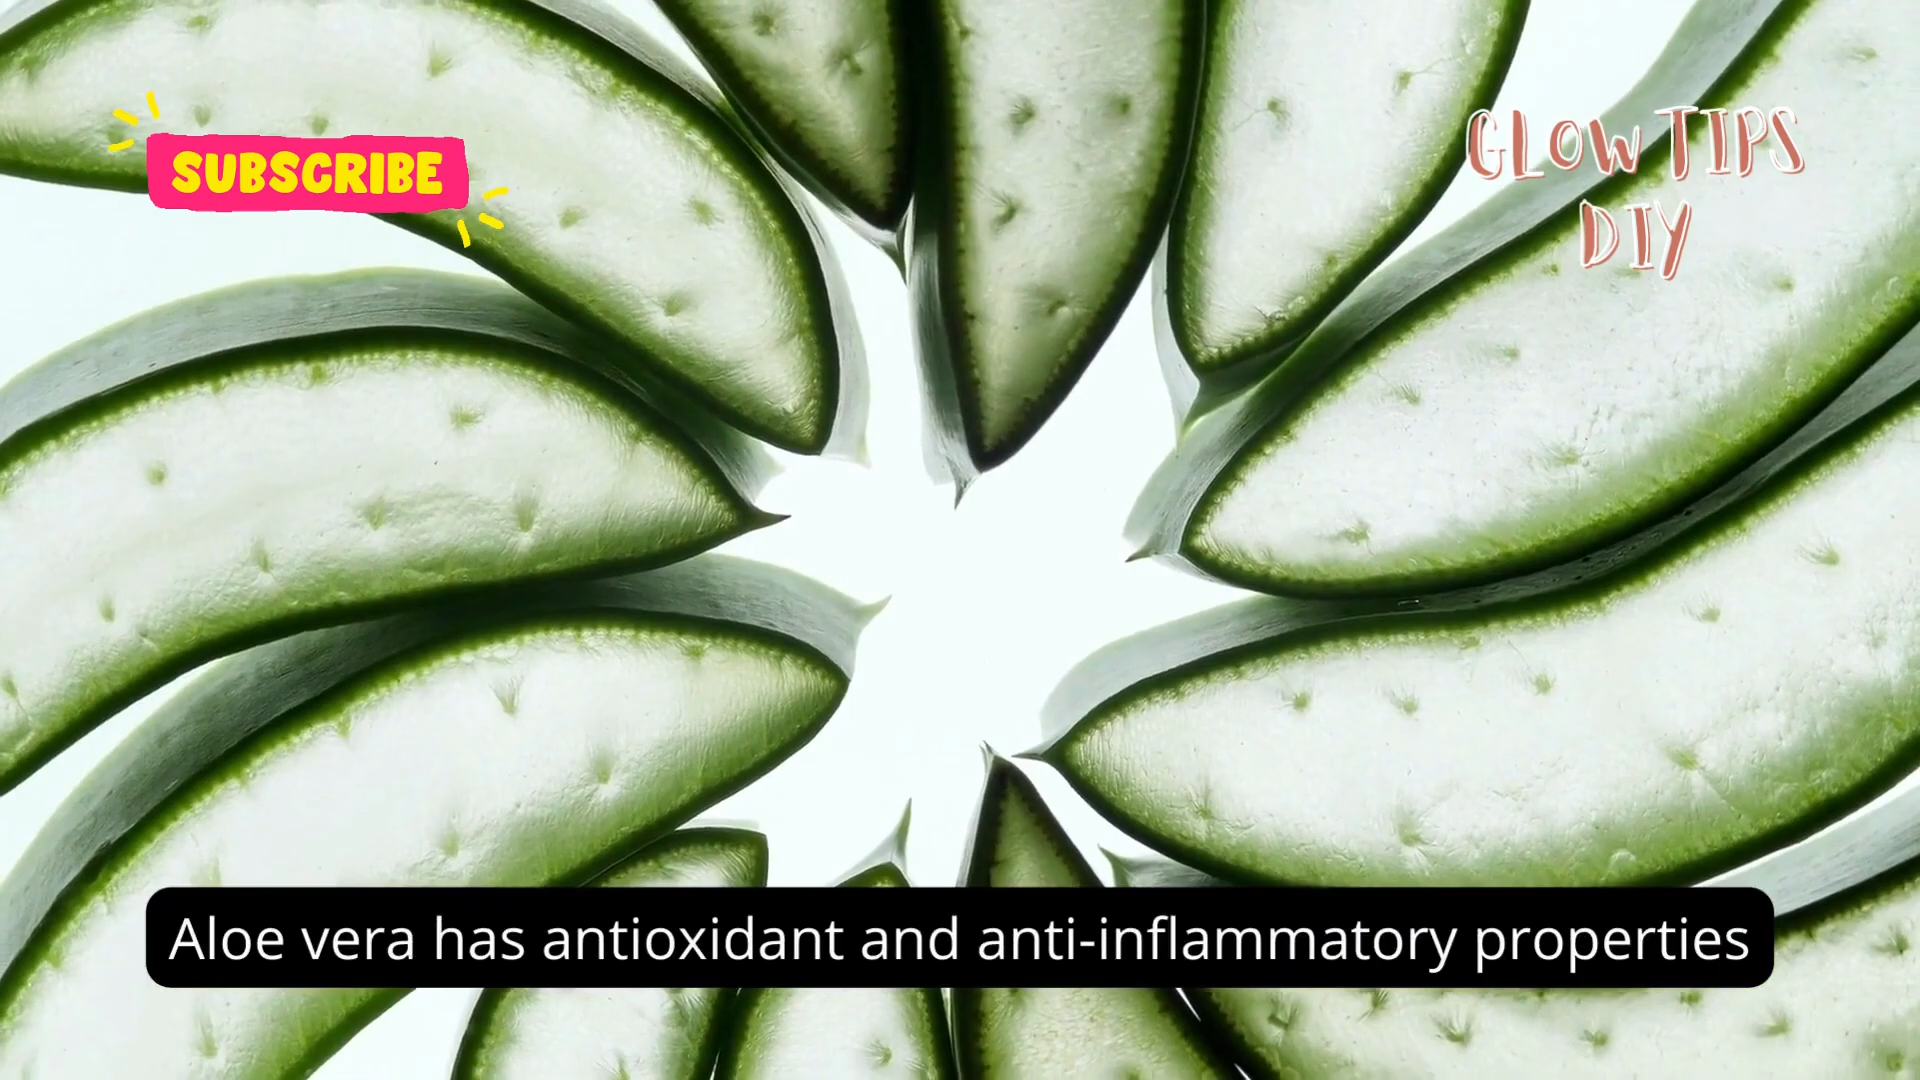 SUBSCRIBE
GLOW TIPS
DIY
Aloe vera has antioxidant and anti-inflammatory properties